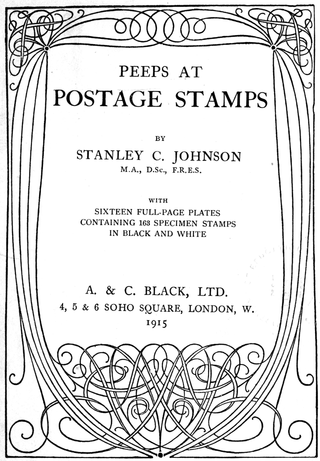 PEEPS AT
POSTAGE STAMPS
BY
STANLEY C. JOHNSON
M.A., D.Sc., F.R.E.S.
WITH
SIXTEEN FULL-PAGE PLATES
CONTAINING 163 SPECIMEN STAMPS
IN BLACK AND WHITE
A. & C. BLACK, LTD.
4, 5 & 6 SOHO SQUARE, LONDON, W.
1915